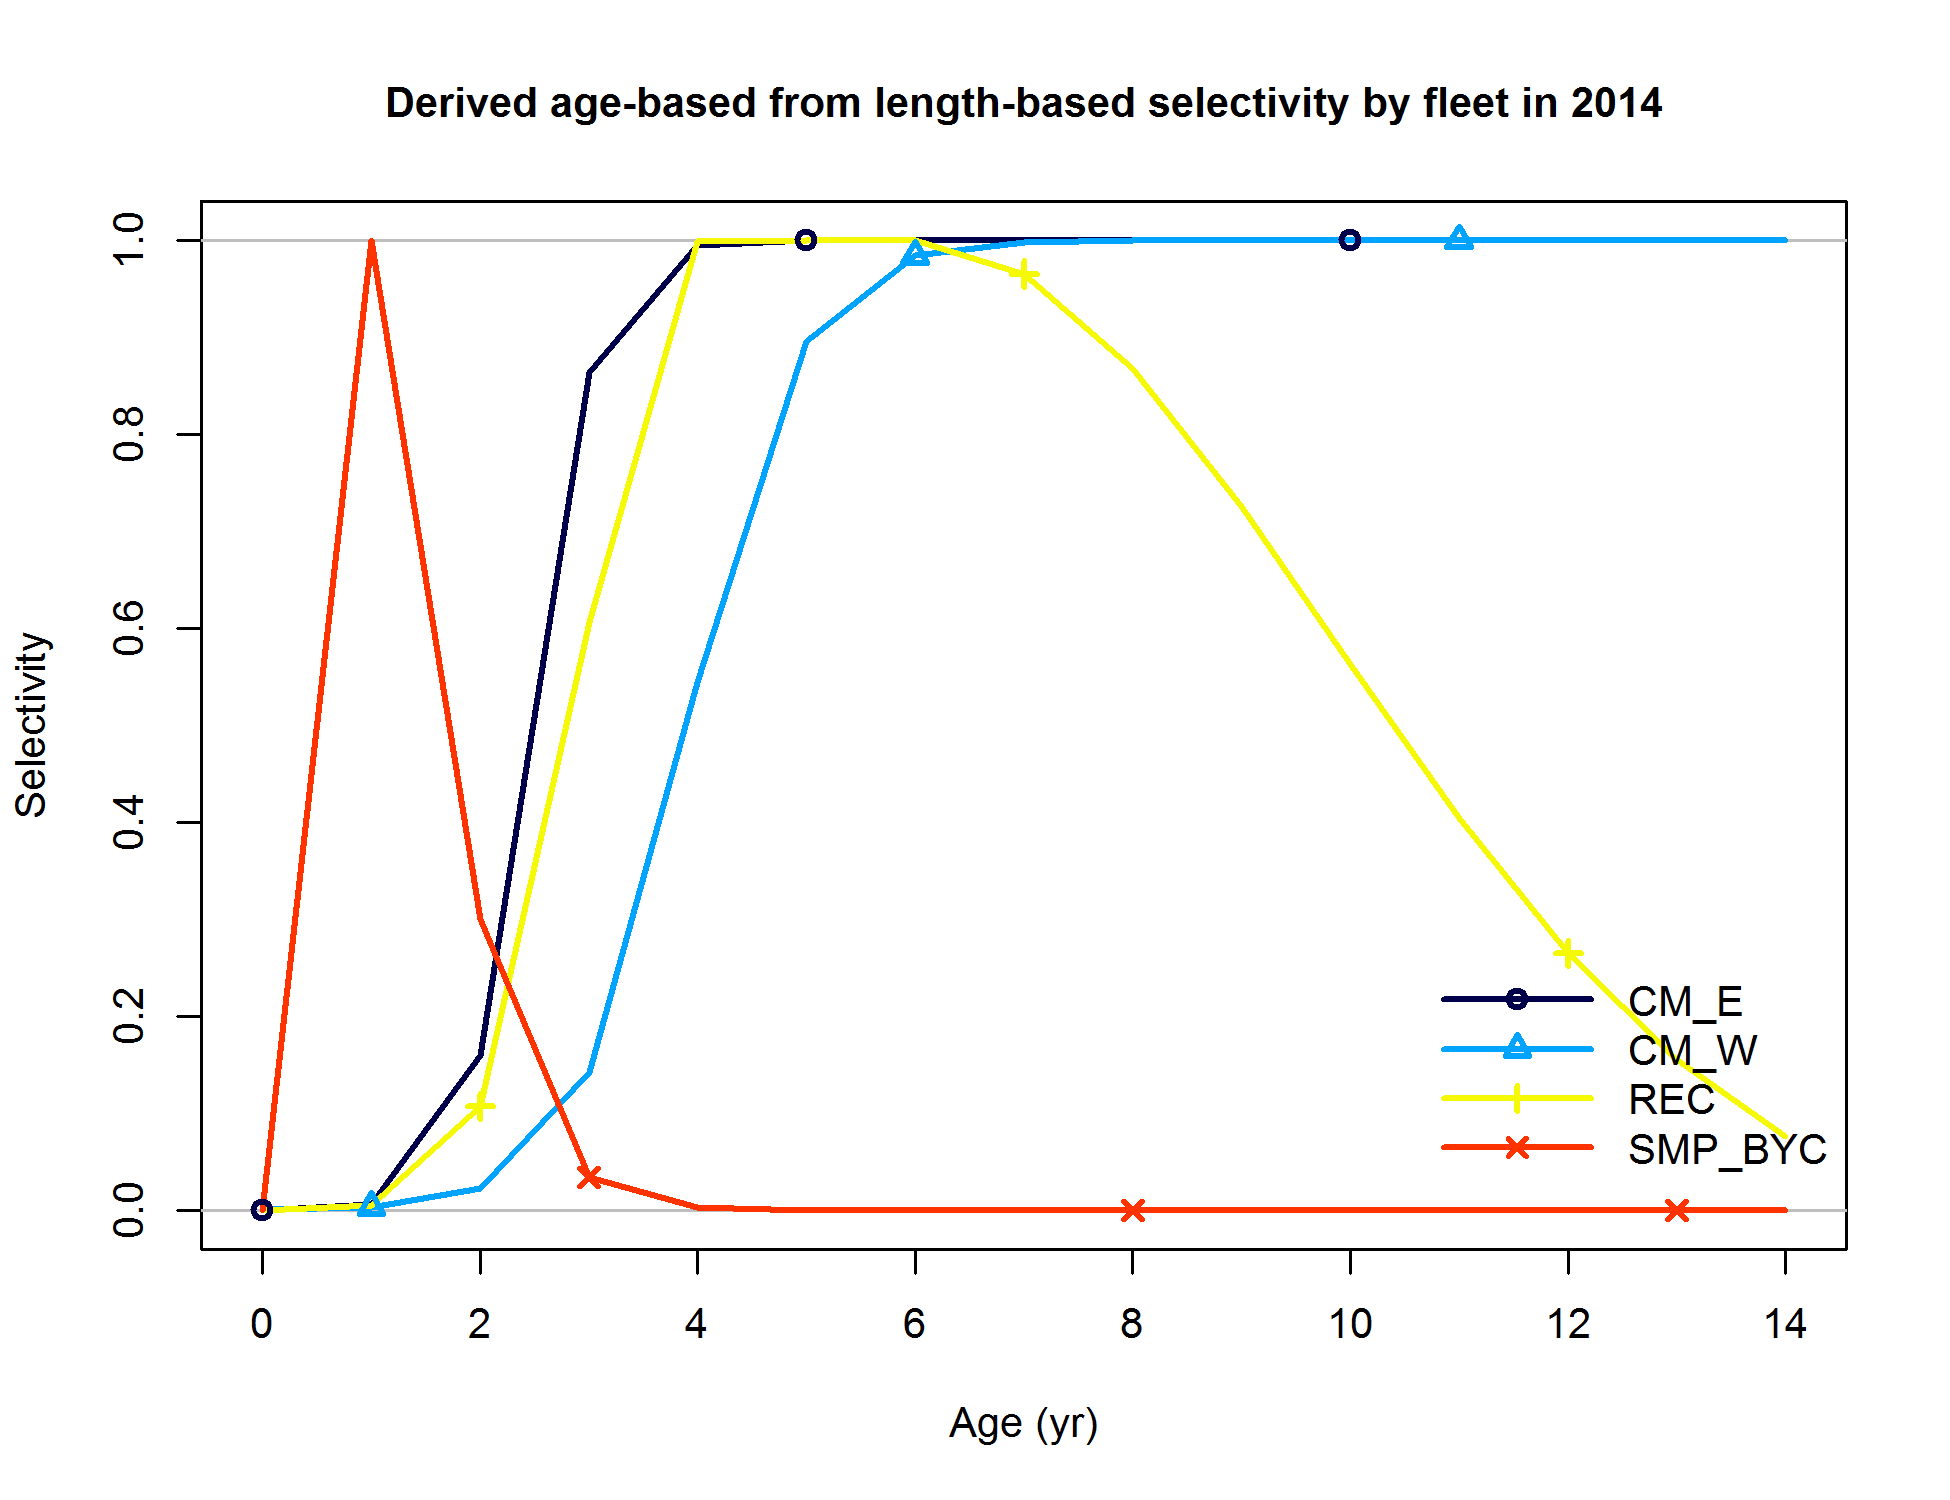 Derived age-based from length-based selectivity by fleet in 2014
Selectivity
1.0
0.8
0.6
0.4
0.2
0.0
CM_E
CM_W
REC
SMP_BYC
0 2 4 6 8 10 12 14
Age (yr)